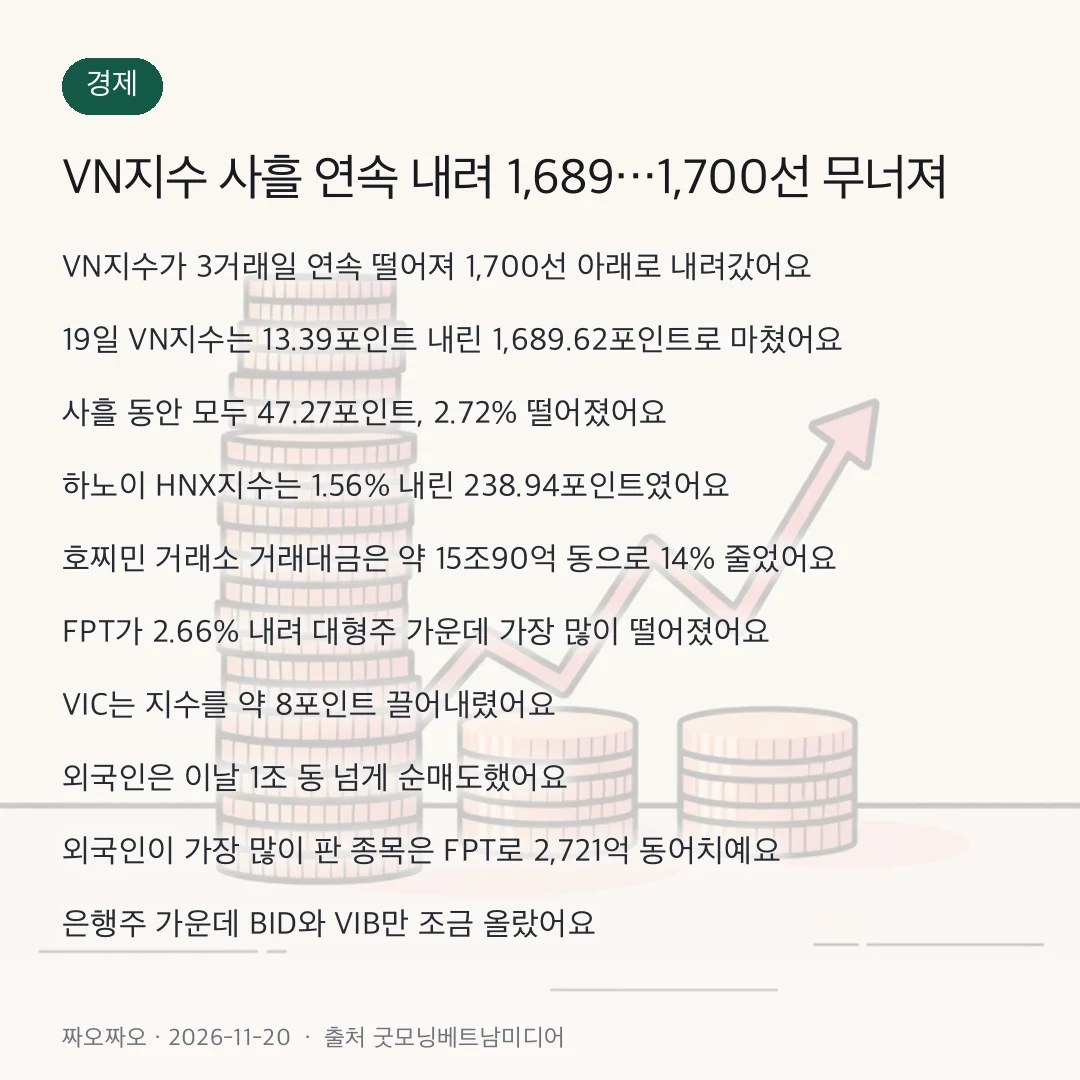 경제
VN지수 사흘 연속 내려 1,689…1,700선 무너져
VN지수가 3거래일 연속 떨어져 1,700선 아래로 내려갔어요
19일 VN지수는 13.39포인트 내린 1,689.62포인트로 마쳤어요
사흘 동안 모두 47.27포인트, 2.72% 떨어졌어요
하노이 HNX지수는 1.56% 내린 238.94포인트였어요
호찌민 거래소 거래대금은 약 15조90억 동으로 14% 줄었어요
FPT가 2.66% 내려 대형주 가운데 가장 많이 떨어졌어요
VIC는 지수를 약 8포인트 끌어내렸어요
외국인은 이날 1조 동 넘게 순매도했어요
외국인이 가장 많이 판 종목은 FPT로 2,721억 동어치예요
은행주 가운데 BID와 VIB만 조금 올랐어요
짜오짜오 · 2026-11-20 · 출처 굿모닝베트남미디어